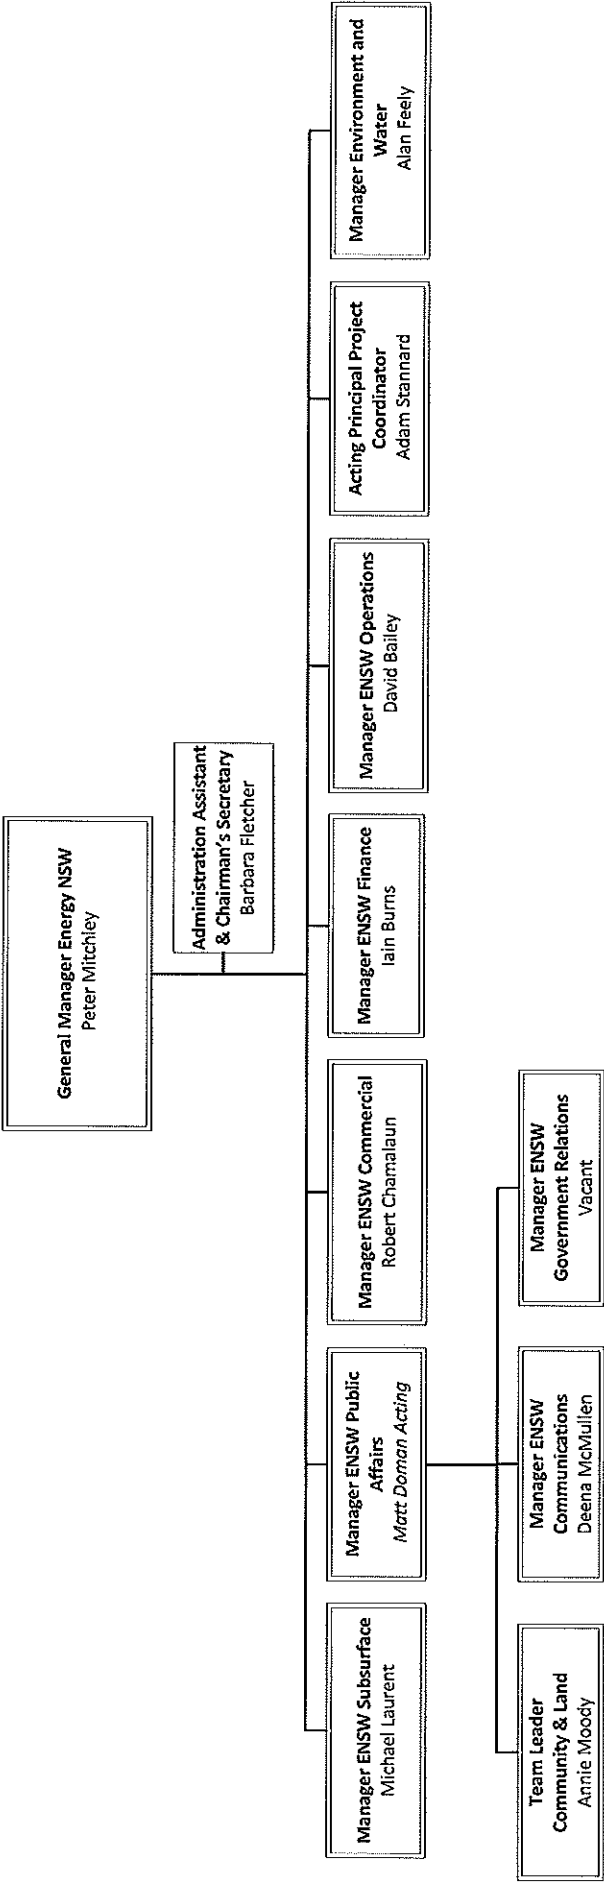 General Manager Energy NSW
Peter Mitchley
Administration Assistant
& Chairman's Secretary
Barbara Fletcher
Manager ENSW Subsurface
Michael Laurent
Manager ENSW Public
Affairs
Matt Doman Acting
Manager ENSW Commercial
Robert Chamalaun
Manager ENSW Finance
Iain Burns
Manager ENSW Operations
David Bailey
Acting Principal Project
Coordinator
Adam Stannard
Manager Environment and
Water
Alan Feely
Team Leader
Community & Land
Annie Moody
Manager ENSW
Communications
Deena McMullen
Manager ENSW
Government Relations
Vacant